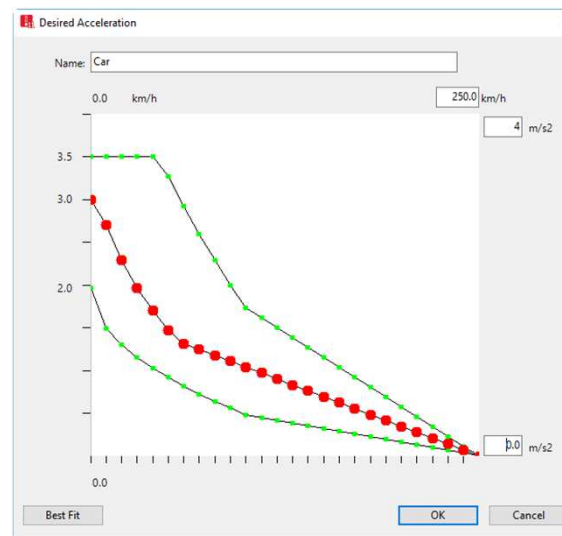 Desired Acceleration
Name: Car
0.0 km/h 250.0 km/h
4 m/s2
3.5
3.0
2.0
0.0 m/s2
0.0
Best Fit OK Cancel